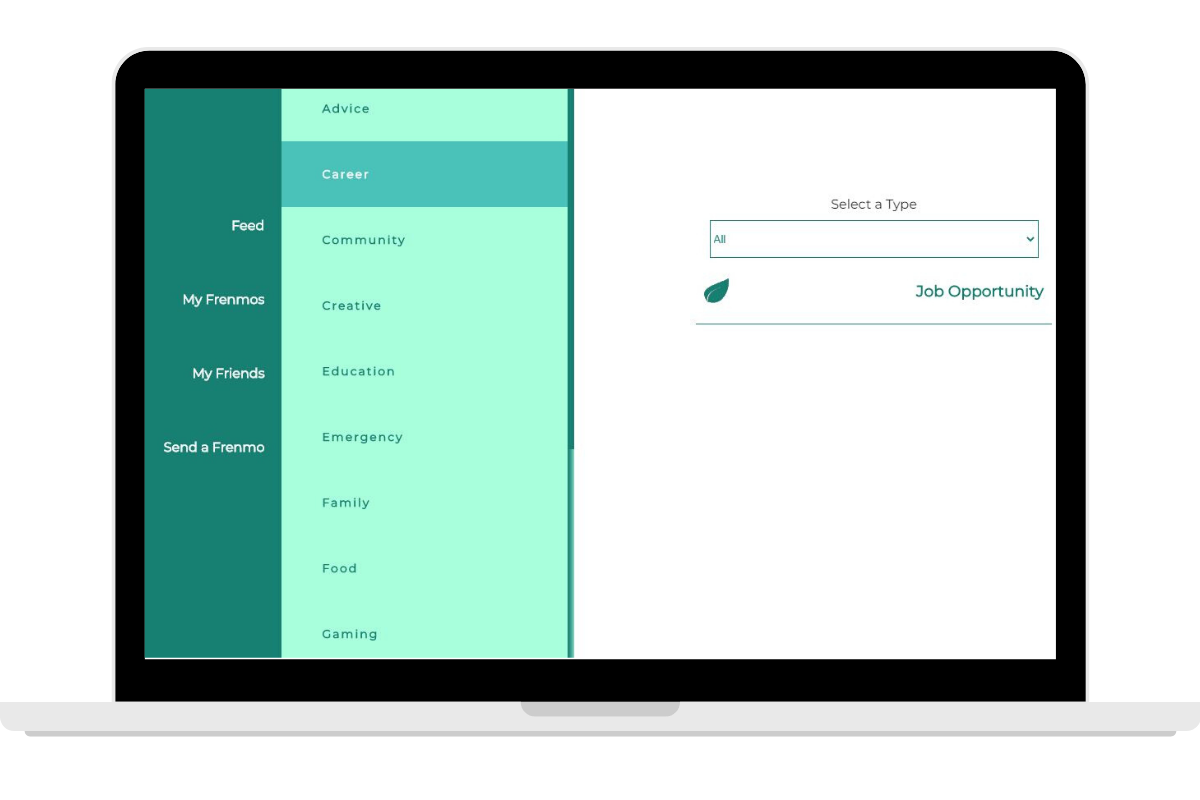 Feed
My Frenmos
My Friends
Send a Frenmo
Advice
Career
Community
Creative
Education
Emergency
Family
Food
Gaming
Select a Type
All
Job Opportunity